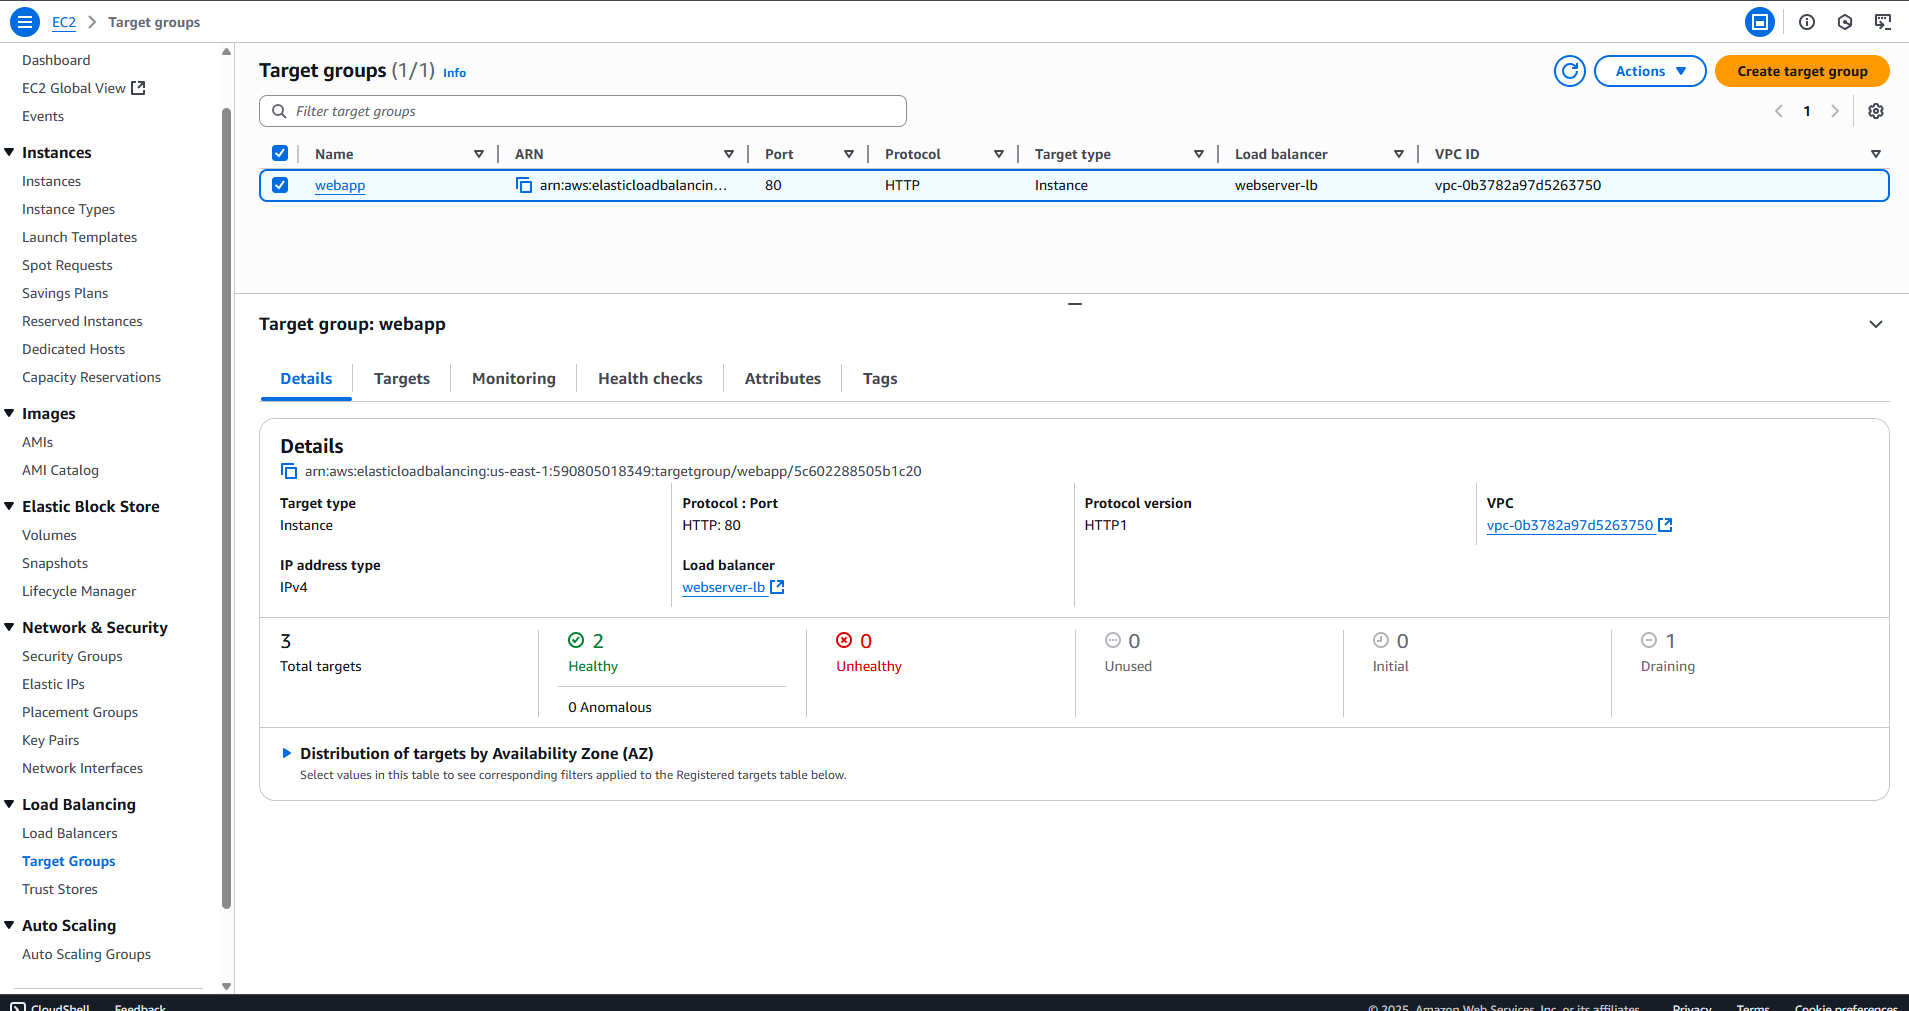 EC2 > Target groups
Dashboard
EC2 Global View
Events
Instances
Instances
Instance Types
Launch Templates
Spot Requests
Savings Plans
Reserved Instances
Dedicated Hosts
Capacity Reservations
Images
AMIs
AMI Catalog
Elastic Block Store
Volumes
Snapshots
Lifecycle Manager
Network & Security
Security Groups
Elastic IPs
Placement Groups
Key Pairs
Network Interfaces
Load Balancing
Load Balancers
Target Groups
Trust Stores
Auto Scaling
Auto Scaling Groups
Target groups (1/1) Info
Actions
Create target group
Filter target groups
1
Name ARN Port Protocol Target type Load balancer VPC ID
webapp arn:aws:elasticloadbalancin... 80 HTTP Instance webserver-lb vpc-0b3782a97d5263750
Target group: webapp
Details Targets Monitoring Health checks Attributes Tags
Details
arn:aws:elasticloadbalancing:us-east-1:590805018349:targetgroup/webapp/5c602288505b1c20
Target type
Instance
Protocol : Port
HTTP: 80
Protocol version
HTTP1
VPC
vpc-0b3782a97d5263750
IP address type
IPv4
Load balancer
webserver-lb
3
Total targets
2
Healthy
0 Anomalous
0
Unhealthy
0
Unused
0
Initial
1
Draining
Distribution of targets by Availability Zone (AZ)
Select values in this table to see corresponding filters applied to the Registered targets table below.
CloudShell Feedback © 2025, Amazon Web Services, Inc. or its affiliates. Privacy Terms Cookie preferences